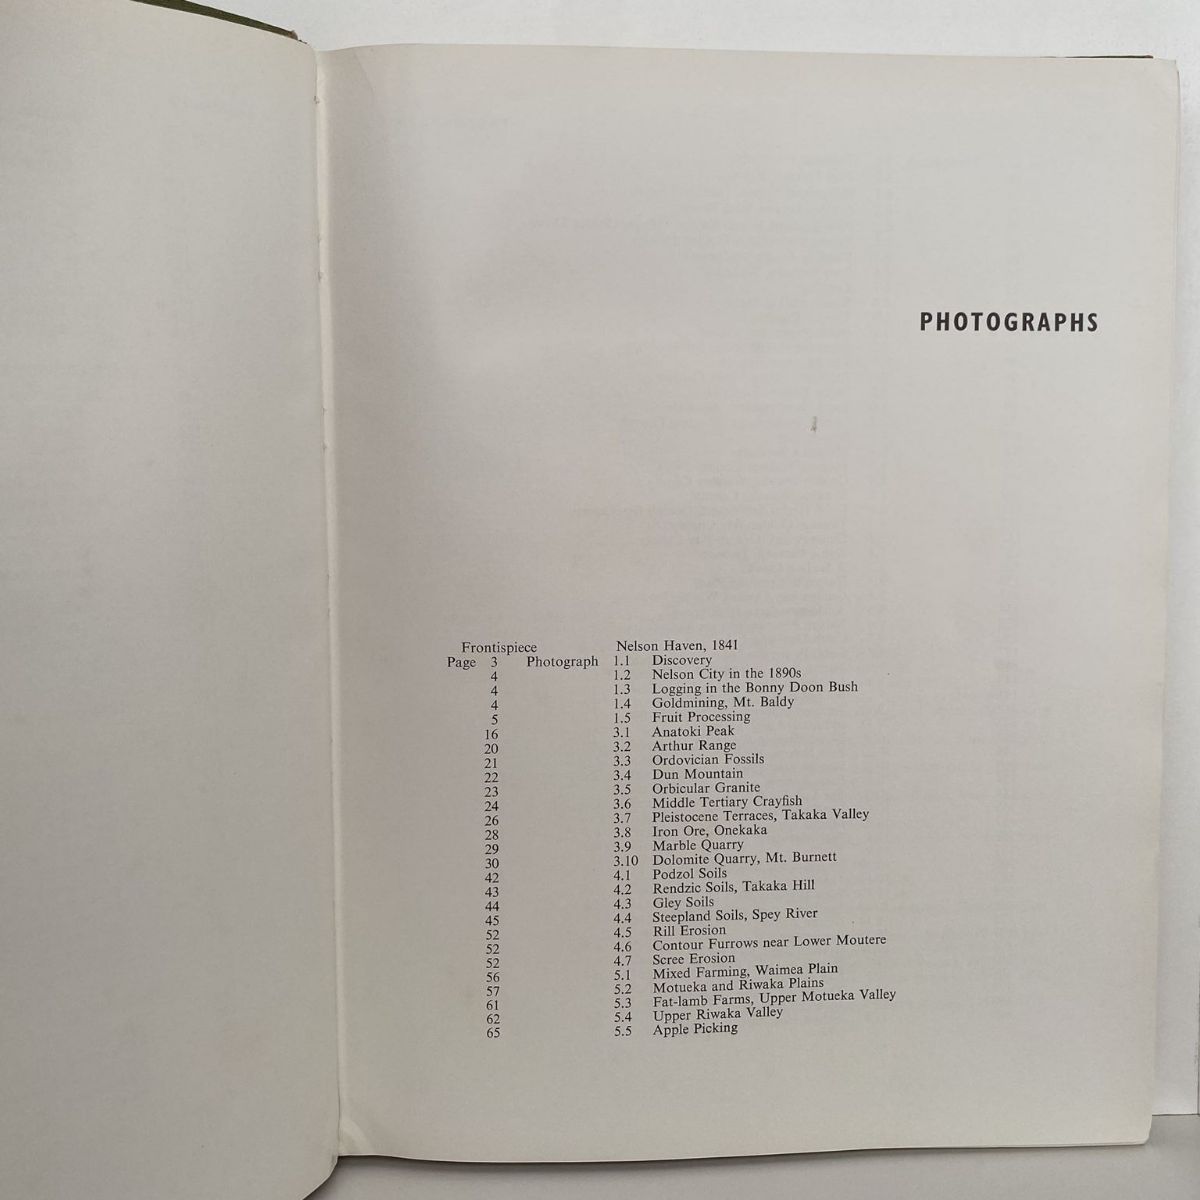 PHOTOGRAPHS
Frontispiece Nelson Haven, 1841
Page 3 Photograph 1.1 Discovery
4 1.2 Nelson City in the 1890s
4 1.3 Logging in the Bonny Doon Bush
4 1.4 Goldmining, Mt. Baldy
5 1.5 Fruit Processing
16 3.1 Anatoki Peak
20 3.2 Arthur Range
21 3.3 Ordovician Fossils
22 3.4 Dun Mountain
23 3.5 Orbicular Granite
24 3.6 Middle Tertiary Crayfish
26 3.7 Pleistocene Terraces, Takaka Valley
28 3.8 Iron Ore, Onekaka
29 3.9 Marble Quarry
30 3.10 Dolomite Quarry, Mt. Burnett
42 4.1 Podzol Soils
43 4.2 Rendzic Soils, Takaka Hill
44 4.3 Gley Soils
45 4.4 Steepland Soils, Spey River
52 4.5 Rill Erosion
52 4.6 Contour Furrows near Lower Moutere
52 4.7 Scree Erosion
56 5.1 Mixed Farming, Waimea Plain
57 5.2 Motueka and Riwaka Plains
61 5.3 Fat-lamb Farms, Upper Motueka Valley
62 5.4 Upper Riwaka Valley
65 5.5 Apple Picking